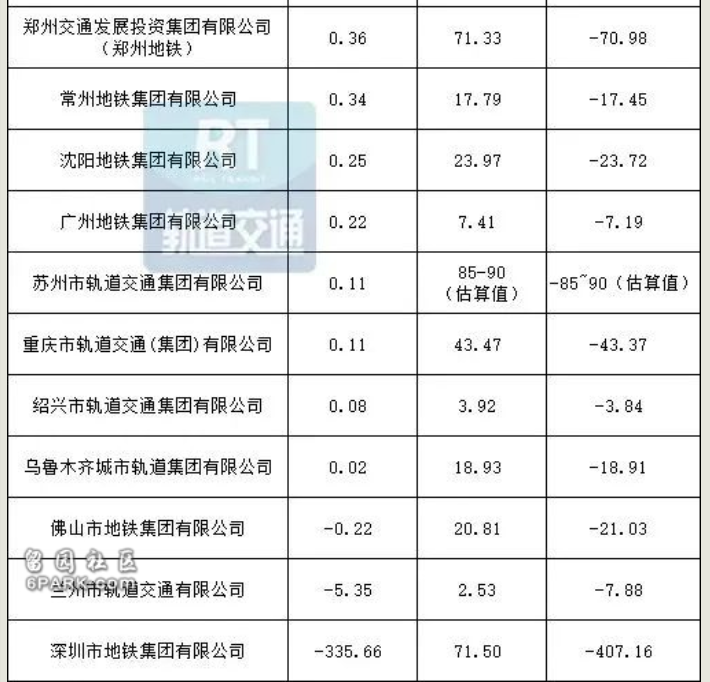 郑州交通发展投资集团有限公司
（郑州地铁） 0.36 71.33 -70.98
常州地铁集团有限公司 0.34 17.79 -17.45
沈阳地铁集团有限公司 0.25 23.97 -23.72
广州地铁集团有限公司 0.22 7.41 -7.19
苏州市轨道交通集团有限公司 0.11 85-90
（估算值） -85~90（估算值）
重庆市轨道交通(集团)有限公司 0.11 43.47 -43.37
绍兴市轨道交通集团有限公司 0.08 3.92 -3.84
乌鲁木齐城市轨道集团有限公司 0.02 18.93 -18.91
佛山市地铁集团有限公司 -0.22 20.81 -21.03
兰州市轨道交通有限公司 -5.35 2.53 -7.88
深圳市地铁集团有限公司 -335.66 71.50 -407.16
RT
轨道交通
留园社区
6PARK.com